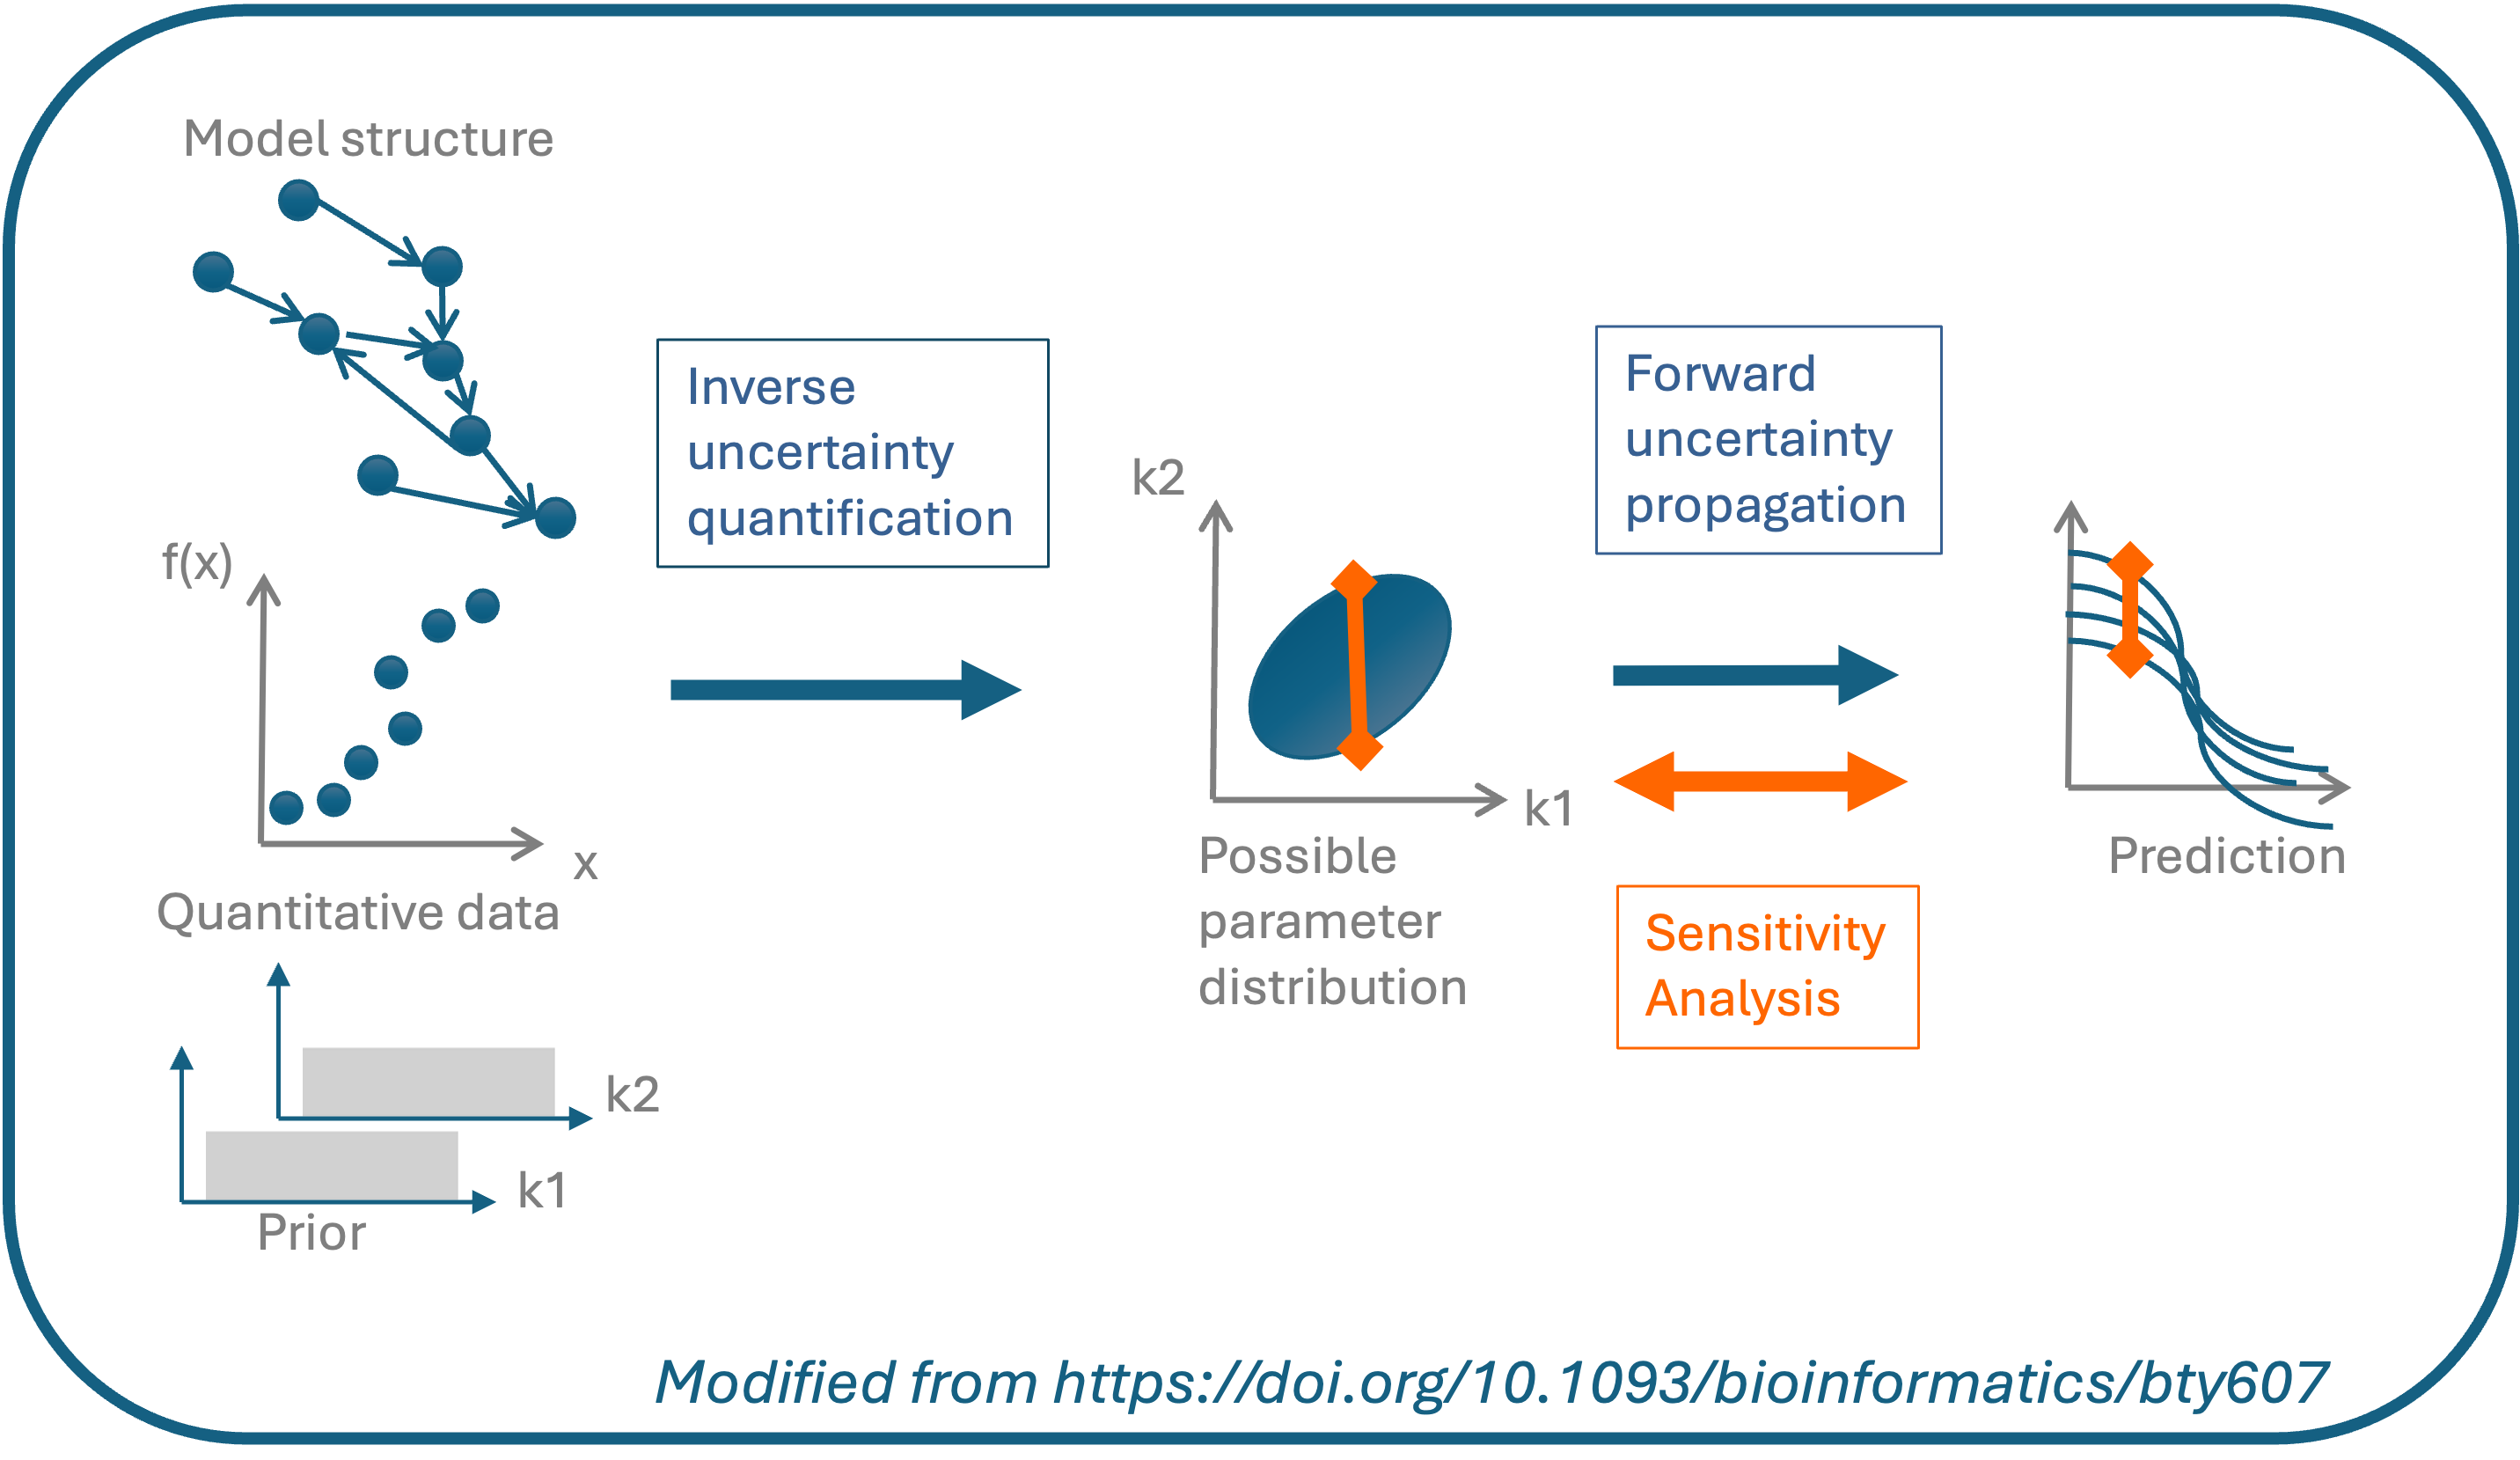 Model structure
f(x)
x
Quantitative data
k2
k1
Prior
Inverse
uncertainty
quantification
k2
k1
Possible
parameter
distribution
Forward
uncertainty
propagation
Sensitivity
Analysis
Prediction
Modified from https://doi.org/10.1093/bioinformatics/bty607